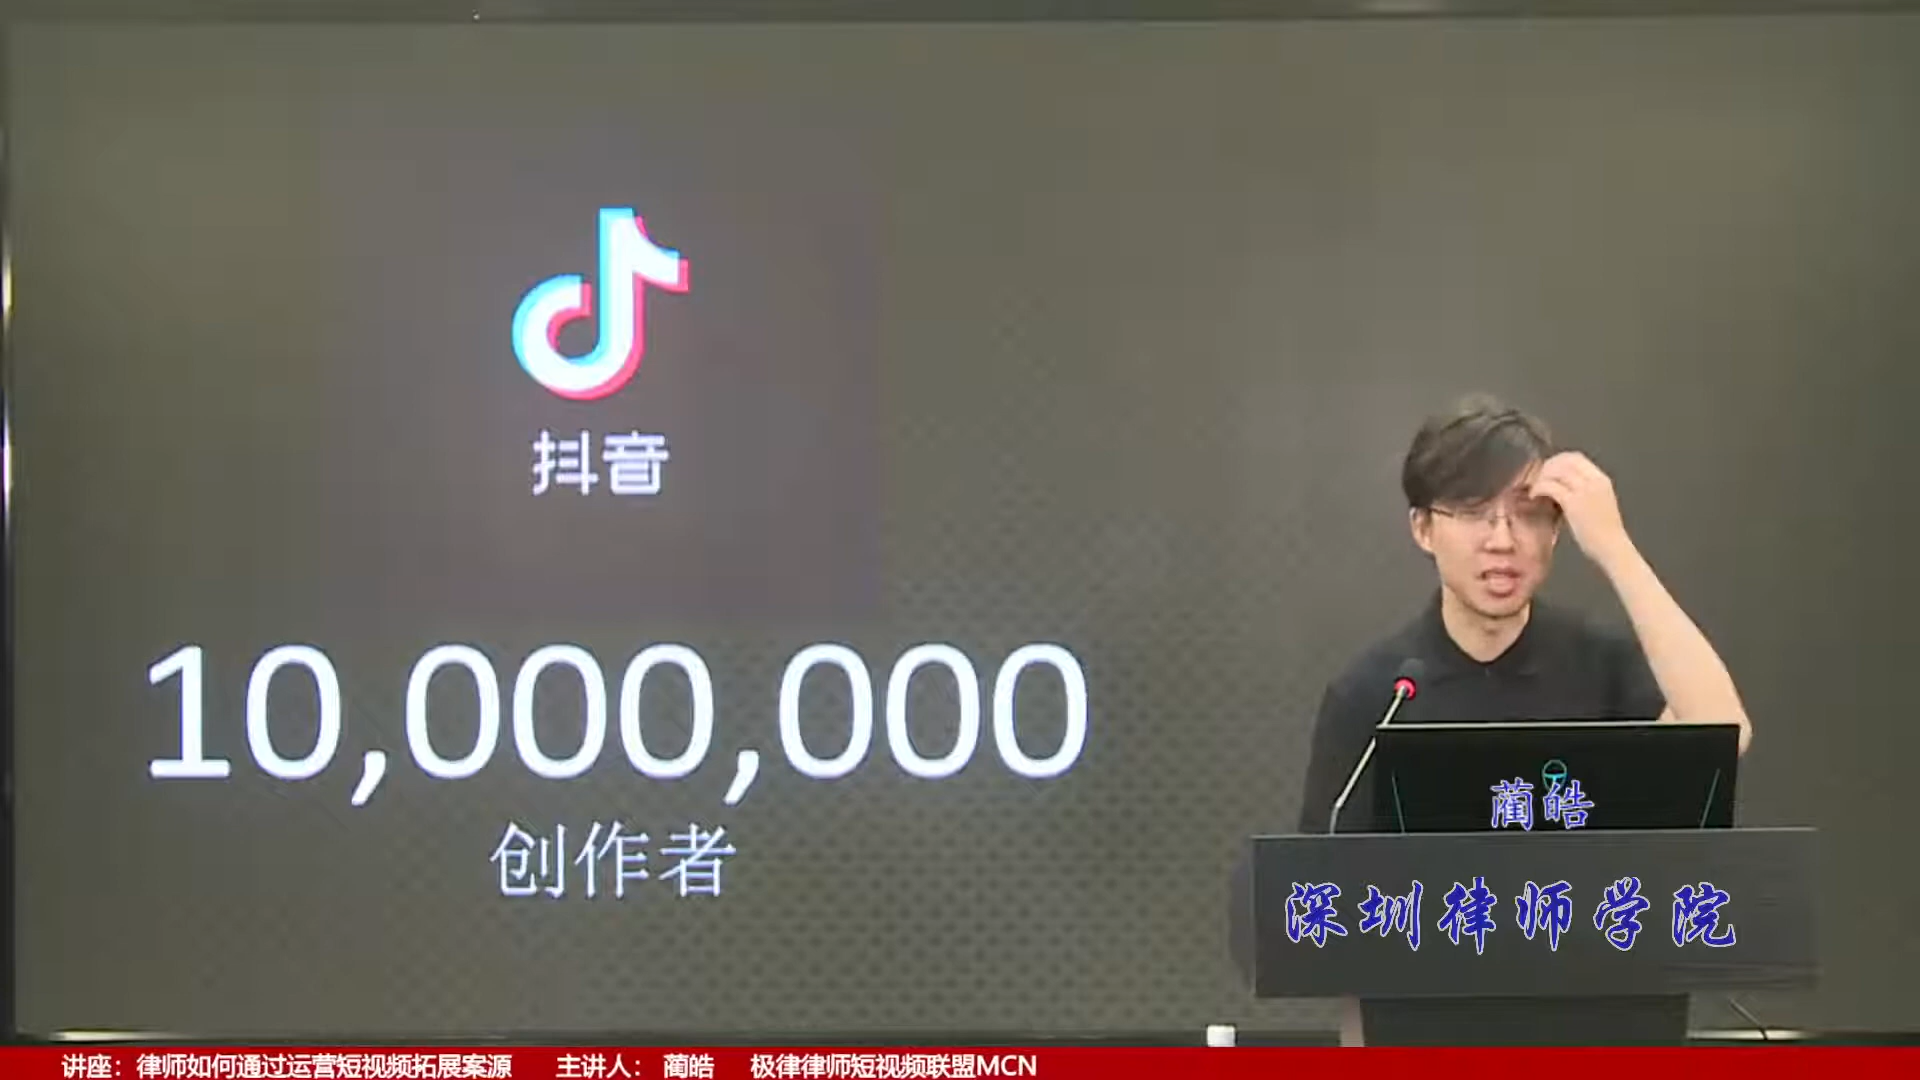 抖音
10,000,000
创作者
蔺皓
深圳律师学院
讲座：律师如何通过运营短视频拓展案源 主讲人：蔺皓 极律律师短视频联盟MCN